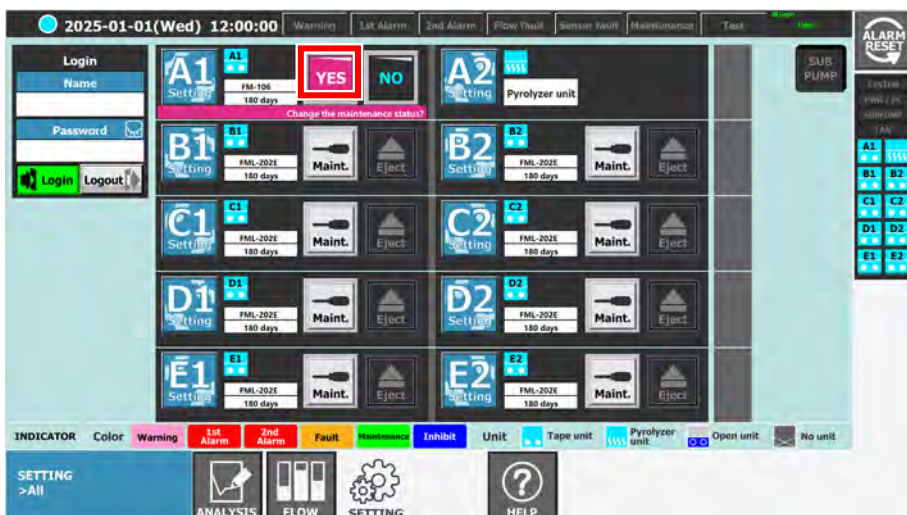 2025-01-01(Wed) 12:00:00 Warning 1st Alarm 2nd Alarm Flow Fault Sensor Fault Maintenance Test
ALARM
RESET
Login
Name
Password
Login Logout
A1
Setting
A1
FM-106
180 days
YES
NO
Change the maintenance status?
A2
Setting
Pyrolyzer unit
SUB
PUMP
B1
Setting
B1
FML-202E
180 days
Maint.
Eject
B2
Setting
B2
FML-202E
180 days
Maint.
Eject
C1
Setting
C1
FML-202E
180 days
Maint.
Eject
C2
Setting
C2
FML-202E
180 days
Maint.
Eject
D1
Setting
D1
FML-202E
180 days
Maint.
Eject
D2
Setting
D2
FML-202E
180 days
Maint.
Eject
E1
Setting
E1
FML-202E
180 days
Maint.
Eject
E2
Setting
E2
FML-202E
180 days
Maint.
Eject
SYSTEM
FAN
A1
B1 B2
C1 C2
D1 D2
E1 E2
INDICATOR Color Warning 1st Alarm 2nd Alarm Fault Maintenance Inhibit Unit Tape unit Pyrolyzer unit Open unit No unit
SETTING
>All
ANALYSIS
FLOW
SETTING
HELP